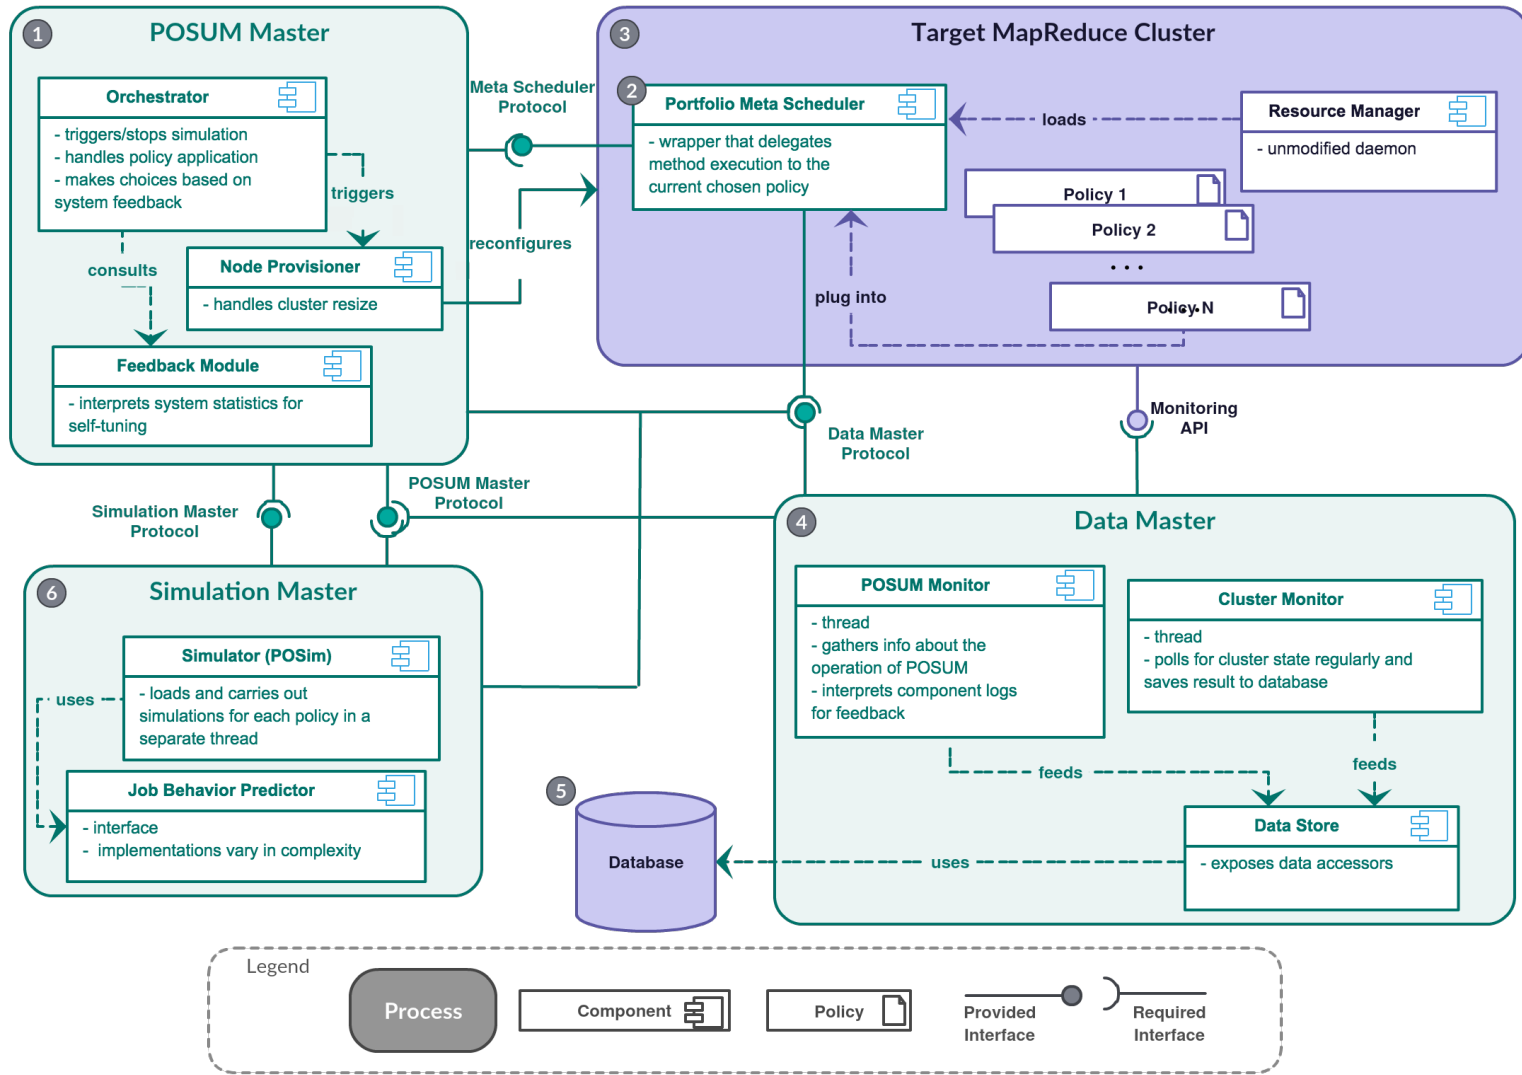 1
POSUM Master
Orchestrator
- triggers/stops simulation
- handles policy application
- makes choices based on
system feedback
triggers
consults
Node Provisioner
- handles cluster resize
Feedback Module
- interprets system statistics for
self-tuning
Meta Scheduler
Protocol
reconfigures
3
Target MapReduce Cluster
2
Portfolio Meta Scheduler
- wrapper that delegates
method execution to the
current chosen policy
loads
Resource Manager
- unmodified daemon
Policy 1
Policy 2
...
Policy N
...
plug into
Data Master
Protocol
Monitoring
API
Simulation Master
Protocol
POSUM Master
Protocol
6
Simulation Master
Simulator (POSim)
- loads and carries out
simulations for each policy in a
separate thread
uses
Job Behavior Predictor
- interface
- implementations vary in complexity
4
Data Master
POSUM Monitor
- thread
- gathers info about the
operation of POSUM
- interprets component logs
for feedback
Cluster Monitor
- thread
- polls for cluster state regularly and
saves result to database
feeds
feeds
Data Store
- exposes data accessors
uses
5
Database
Legend
Process
Component
Policy
Provided
Interface
Required
Interface